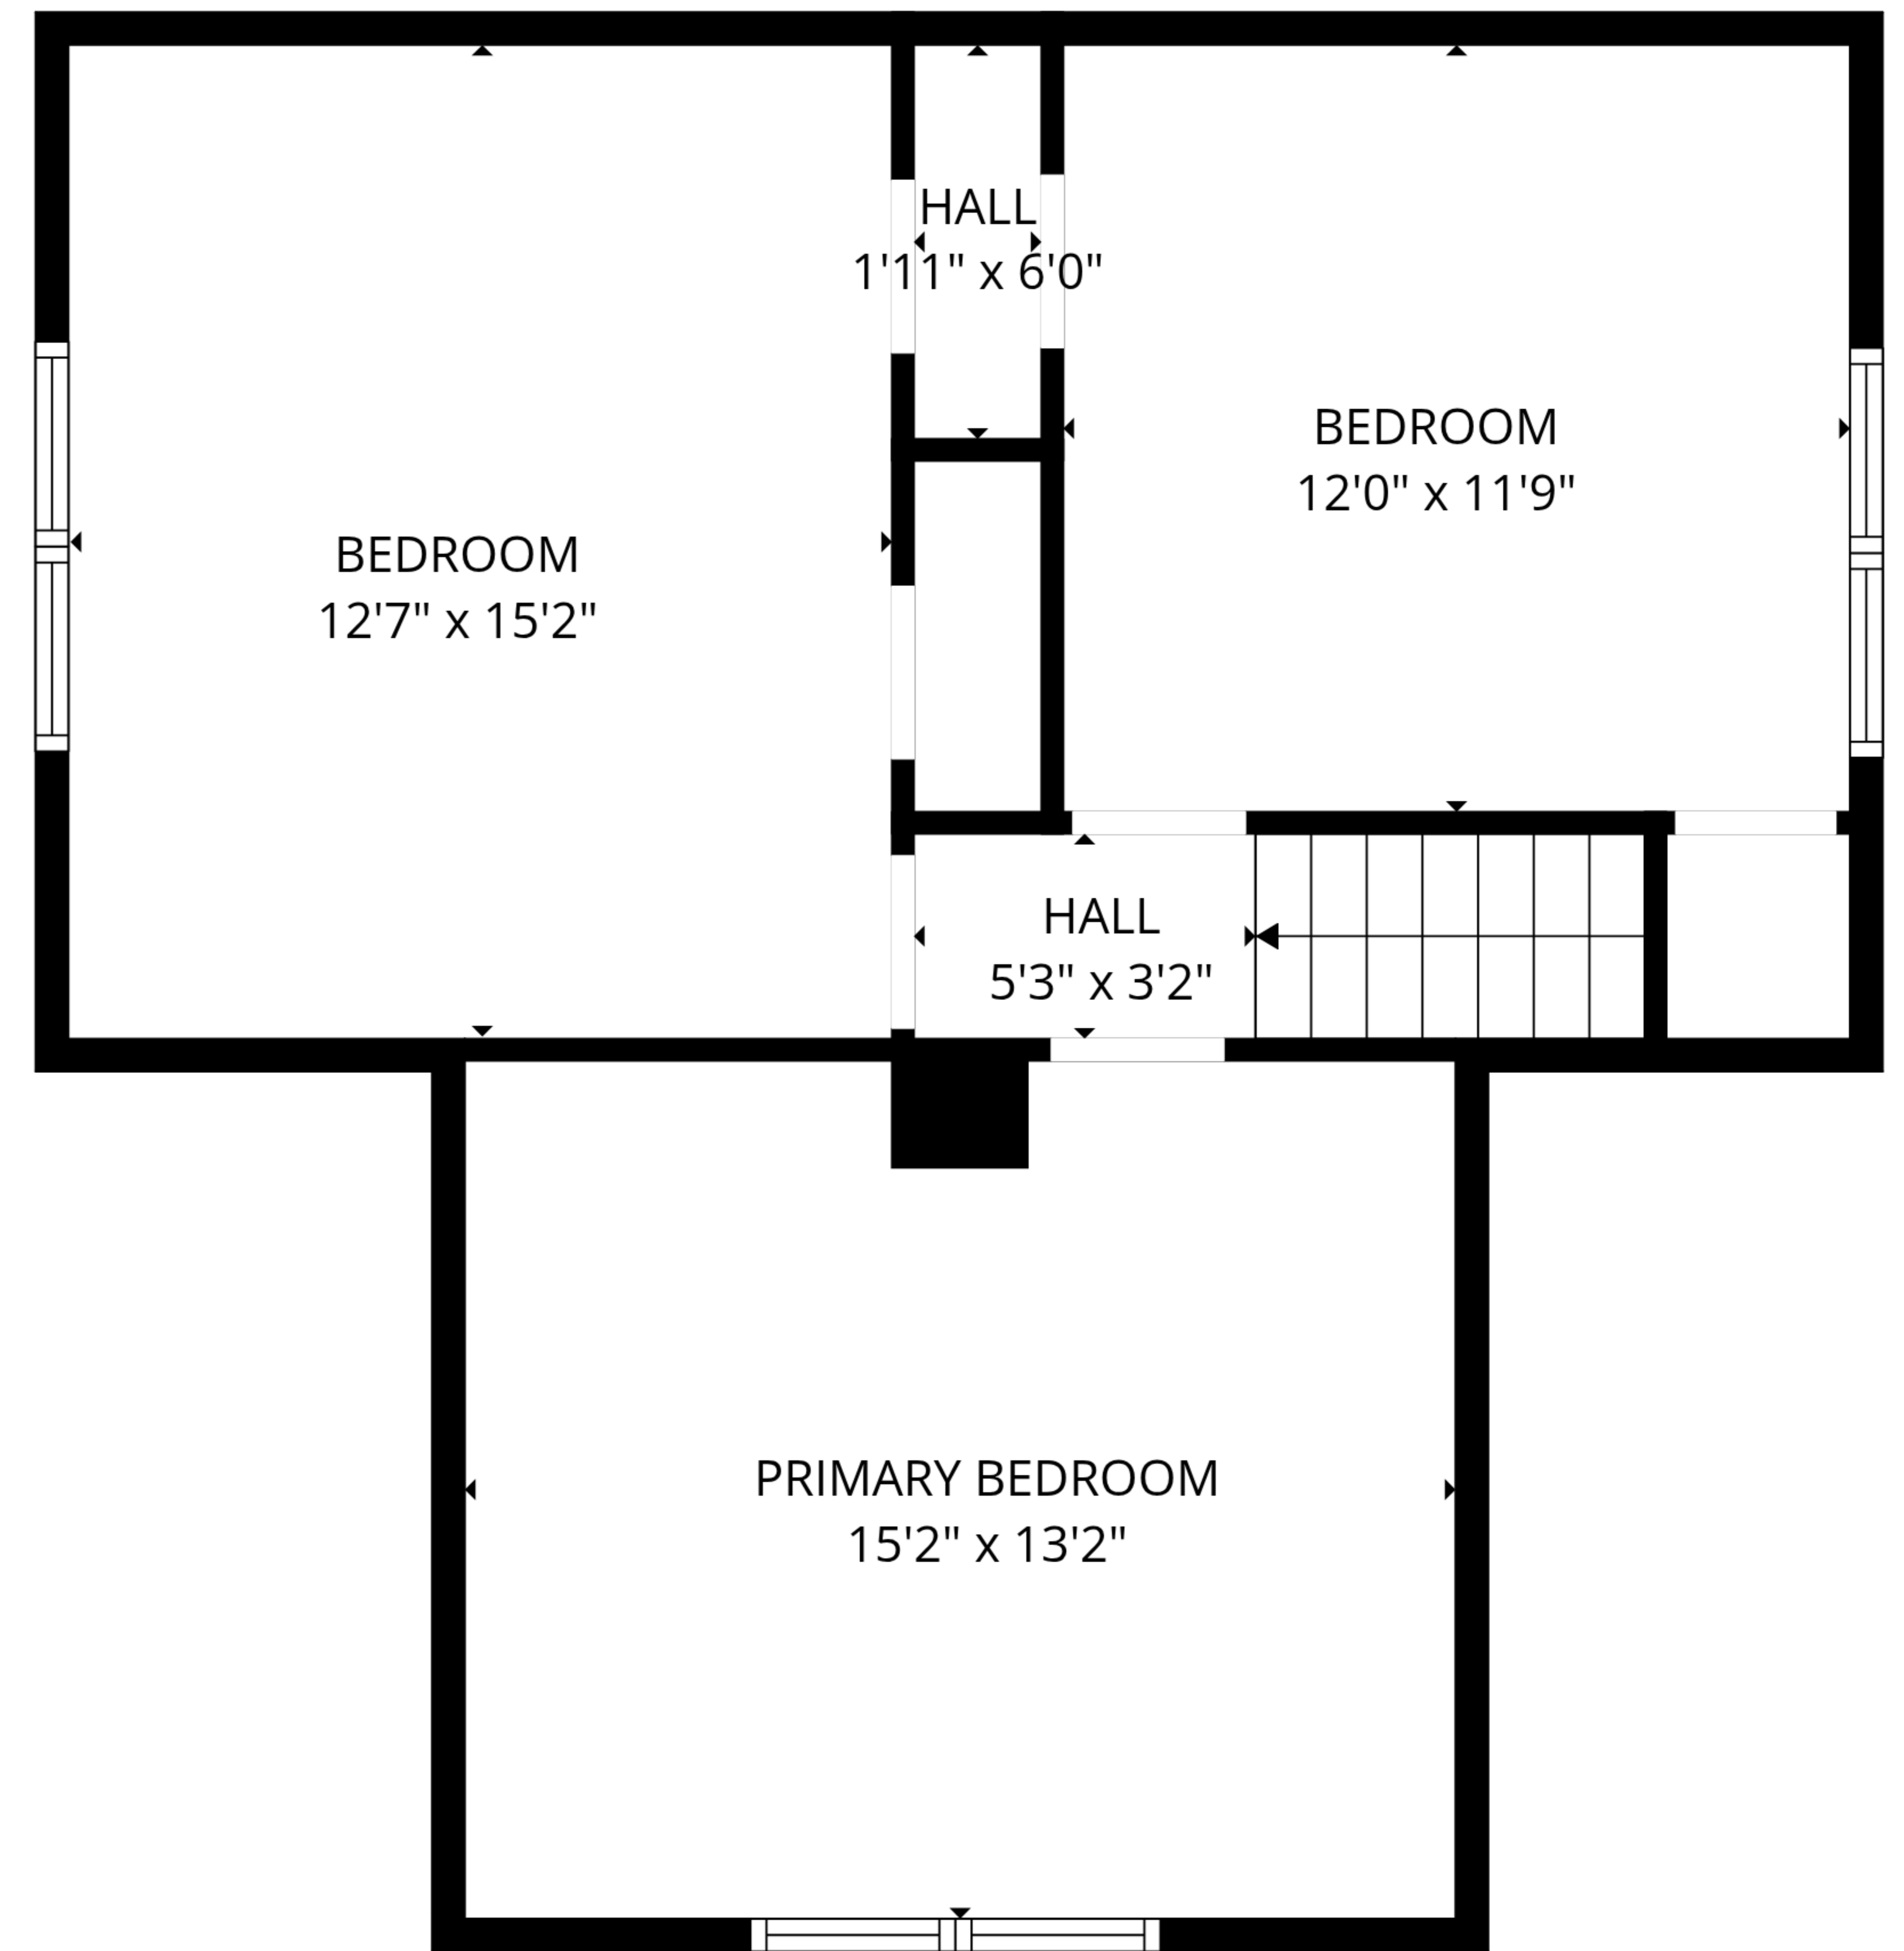 HALL
1'11" x 6'0"
BEDROOM
12'0" x 11'9"
BEDROOM
12'7" x 15'2"
HALL
5'3" x 3'2"
PRIMARY BEDROOM
15'2" x 13'2"